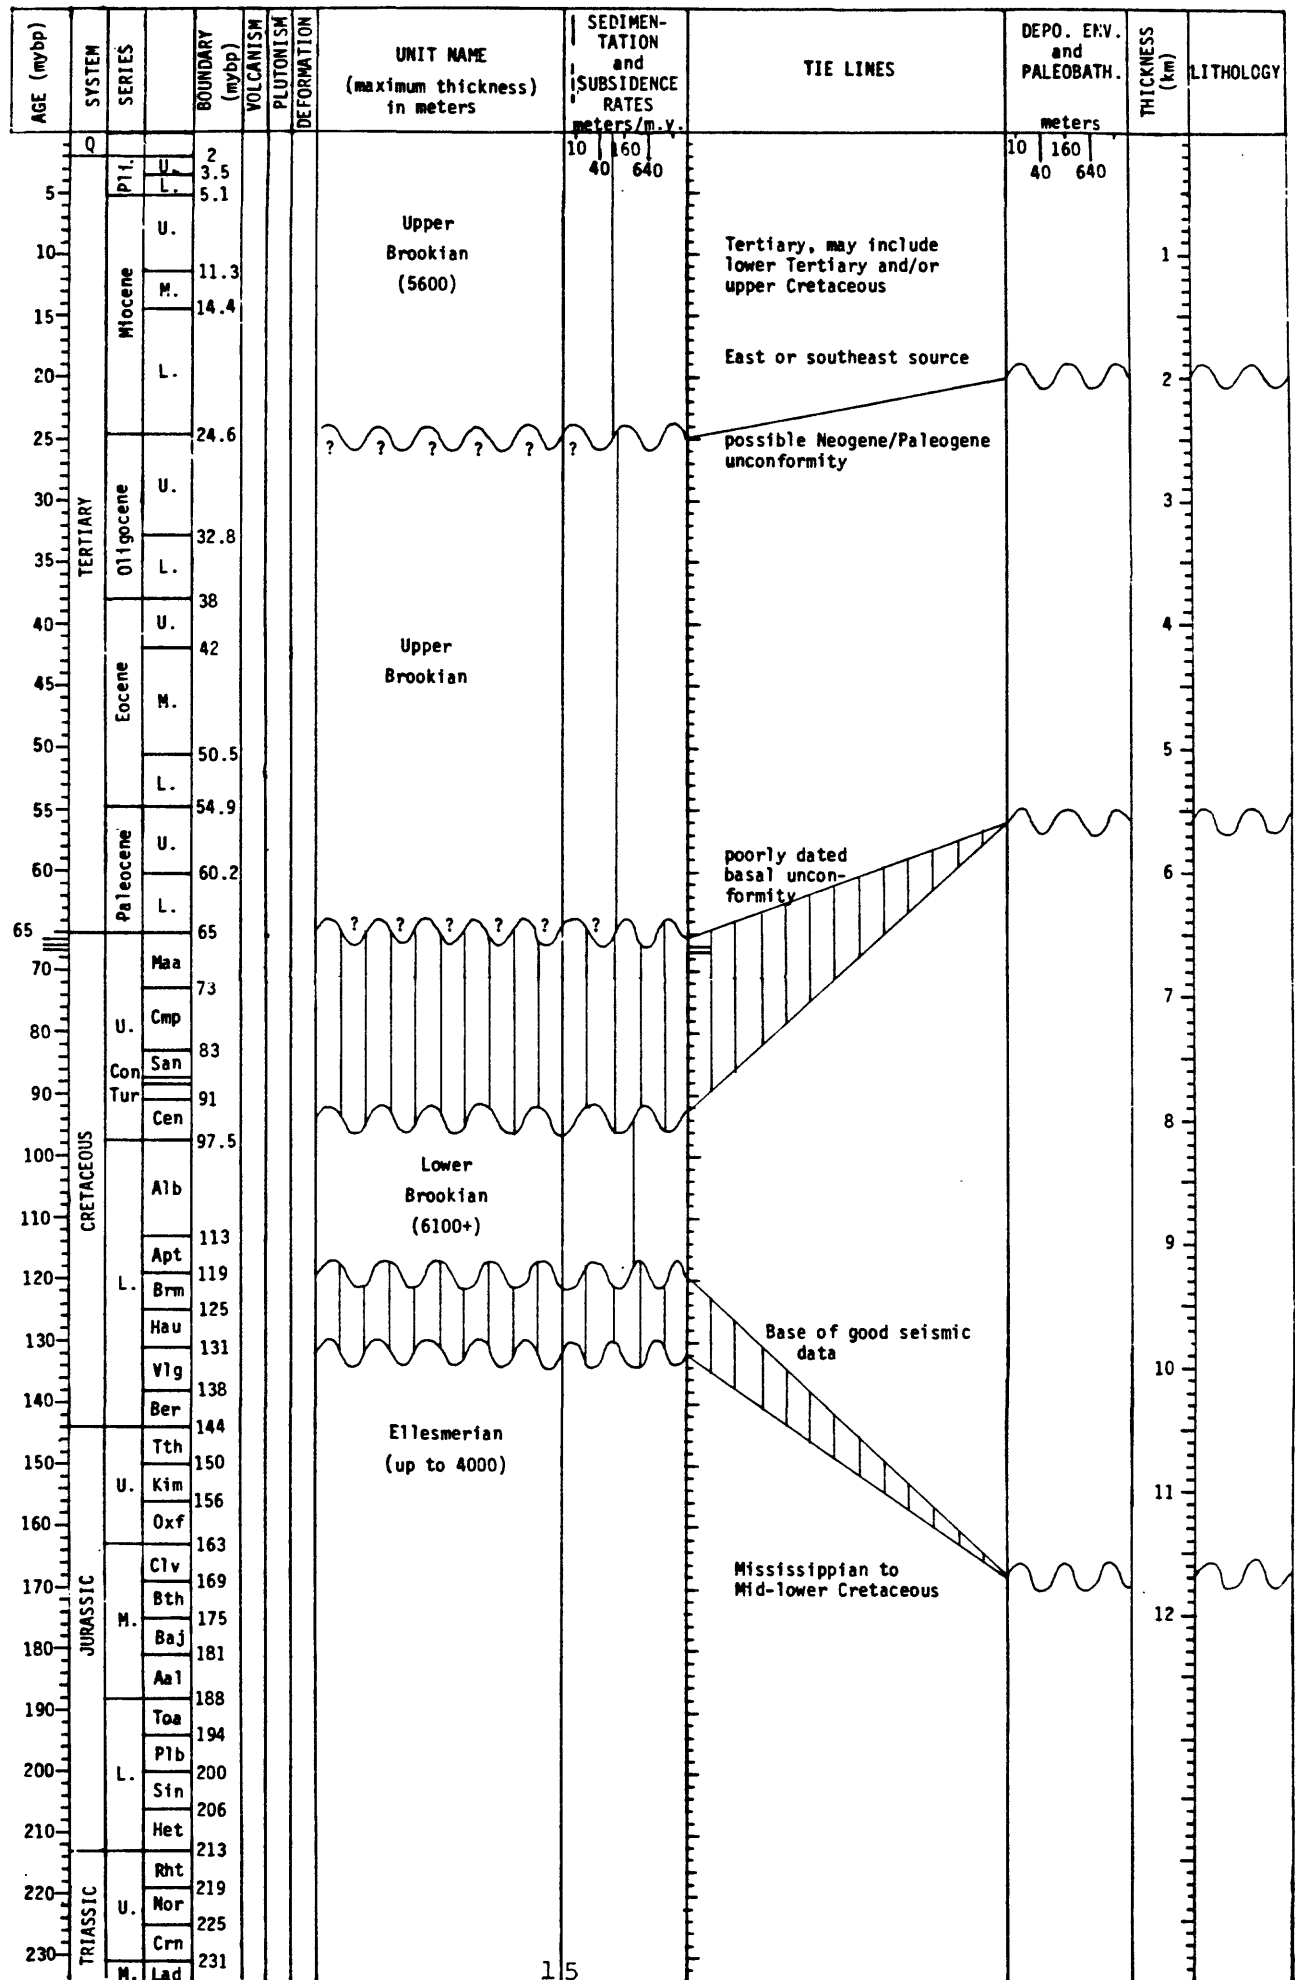 AGE (mybp)
SYSTEM
SERIES
BOUNDARY
(mybp)
VOLCANISM
PLUTONISM
DEFORMATION
UNIT NAME
(maximum thickness)
in meters
SEDIMEN-
TATION
and
SUBSIDENCE
RATES
meters/m.y.
10 160
40 640
TIE LINES
DEPO. ENV.
and
PALEOBATH.
meters
10 160
40 640
THICKNESS
(km)
LITHOLOGY
5
10
15
20
25
30
35
40
45
50
55
60
65
70
80
90
100
110
120
130
140
150
160
170
180
190
200
210
220
230
Q
TERTIARY
CRETACEOUS
JURASSIC
TRIASSIC
Pli.
Miocene
Oligocene
Eocene
Paleocene
U.
Con
Tur
L.
U.
M.
L.
U.
M.
U.
L.
U.
M.
L.
U.
L.
U.
M.
L.
U.
L.
Maa
Cmp
San
Cen
Alb
Apt
Brm
Hau
Vlg
Ber
Tth
Kim
Oxf
Clv
Bth
Baj
Aal
Toa
Plb
Sin
Het
Rht
Nor
Crn
Lad
2
3.5
5.1
11.3
14.4
24.6
32.8
38
42
50.5
54.9
60.2
65
73
83
91
97.5
113
119
125
131
138
144
150
156
163
169
175
181
188
194
200
206
213
219
225
231
Upper
Brookian
(5600)
? ? ? ? ? ?
Upper
Brookian
? ? ? ? ? ?
Lower
Brookian
(6100+)
Ellesmerian
(up to 4000)
Tertiary, may include
lower Tertiary and/or
upper Cretaceous
East or southeast source
possible Neogene/Paleogene
unconformity
poorly dated
basal uncon-
formity
Base of good seismic
data
Mississippian to
Mid-lower Cretaceous
1
2
3
4
5
6
7
8
9
10
11
12
115